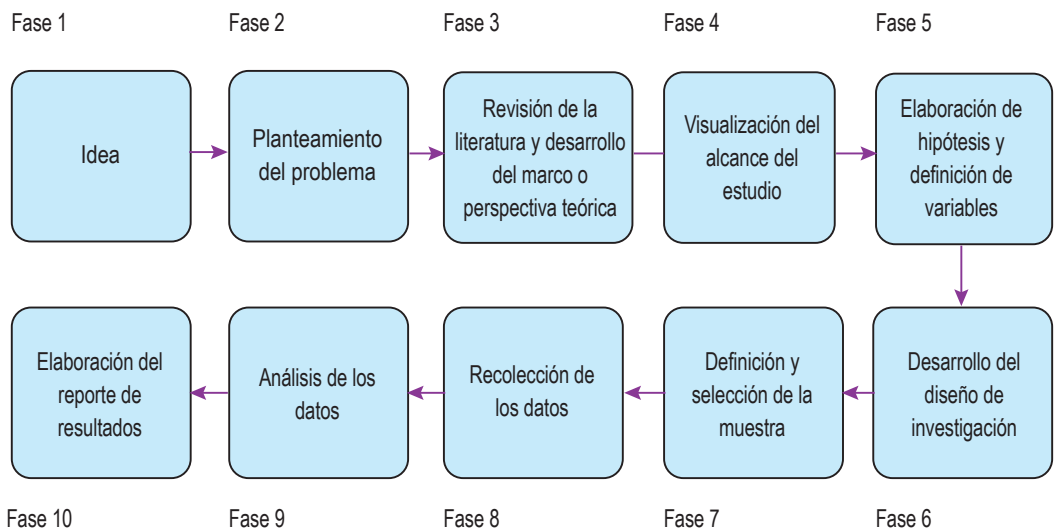 Fase 1
Fase 2
Fase 3
Fase 4
Fase 5
Idea
Planteamiento
del problema
Revisión de la
literatura y desarrollo
del marco o
perspectiva teórica
Visualización del
alcance del
estudio
Elaboración de
hipótesis y
definición de
variables
Elaboración del
reporte de
resultados
Análisis de los
datos
Recolección de
los datos
Definición y
selección de la
muestra
Desarrollo del
diseño de
investigación
Fase 10
Fase 9
Fase 8
Fase 7
Fase 6